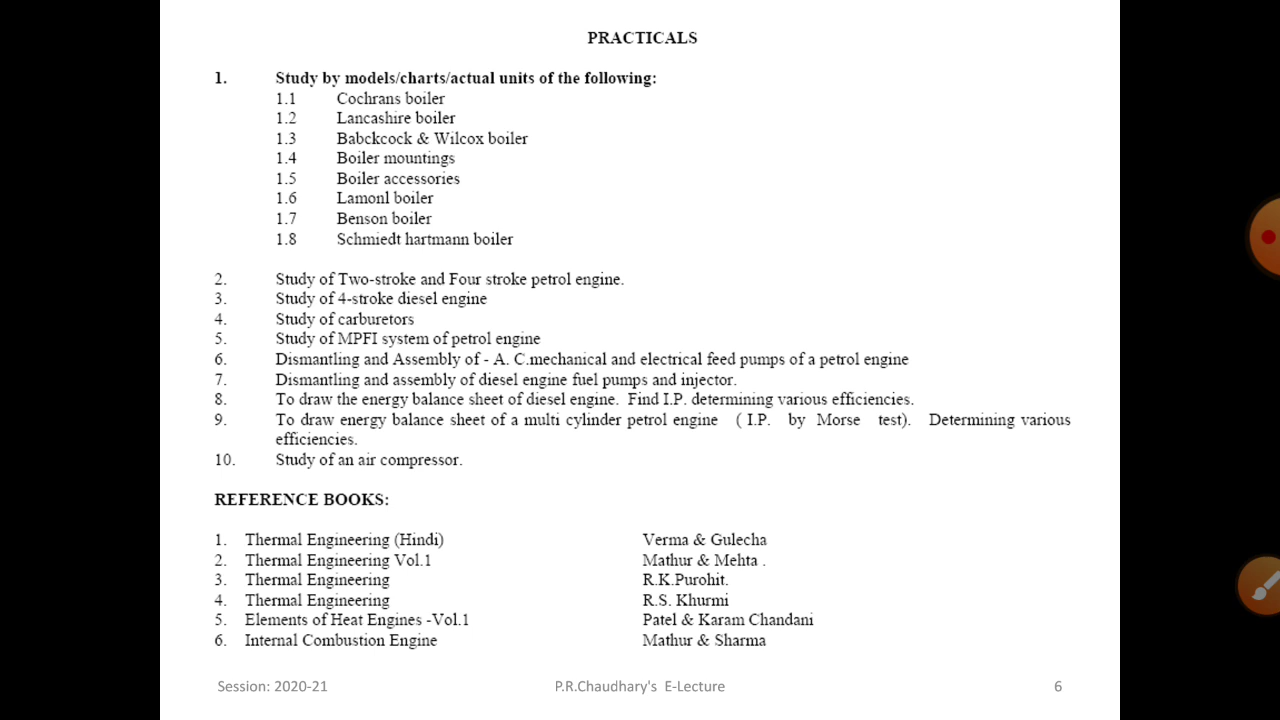 PRACTICALS
1. Study by models/charts/actual units of the following:
1.1 Cochrans boiler
1.2 Lancashire boiler
1.3 Babckcock & Wilcox boiler
1.4 Boiler mountings
1.5 Boiler accessories
1.6 Lamonl boiler
1.7 Benson boiler
1.8 Schmiedt hartmann boiler
2. Study of Two-stroke and Four stroke petrol engine.
3. Study of 4-stroke diesel engine
4. Study of carburetors
5. Study of MPFI system of petrol engine
6. Dismantling and Assembly of - A. C.mechanical and electrical feed pumps of a petrol engine
7. Dismantling and assembly of diesel engine fuel pumps and injector.
8. To draw the energy balance sheet of diesel engine. Find I.P. determining various efficiencies.
9. To draw energy balance sheet of a multi cylinder petrol engine ( I.P. by Morse test). Determining various
efficiencies.
10. Study of an air compressor.
REFERENCE BOOKS:
1. Thermal Engineering (Hindi) Verma & Gulecha
2. Thermal Engineering Vol.1 Mathur & Mehta .
3. Thermal Engineering R.K.Purohit.
4. Thermal Engineering R.S. Khurmi
5. Elements of Heat Engines -Vol.1 Patel & Karam Chandani
6. Internal Combustion Engine Mathur & Sharma
Session: 2020-21 P.R.Chaudhary's E-Lecture 6